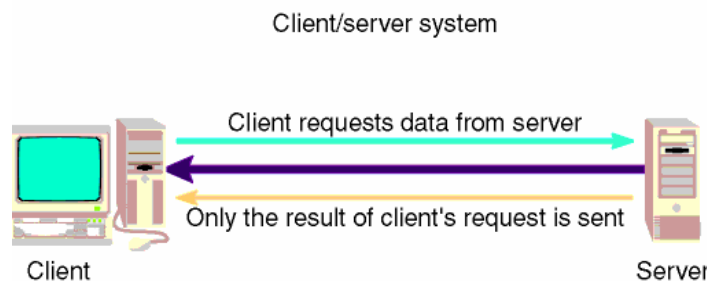 Client/server system
Client requests data from server
Only the result of client's request is sent
Client
Server